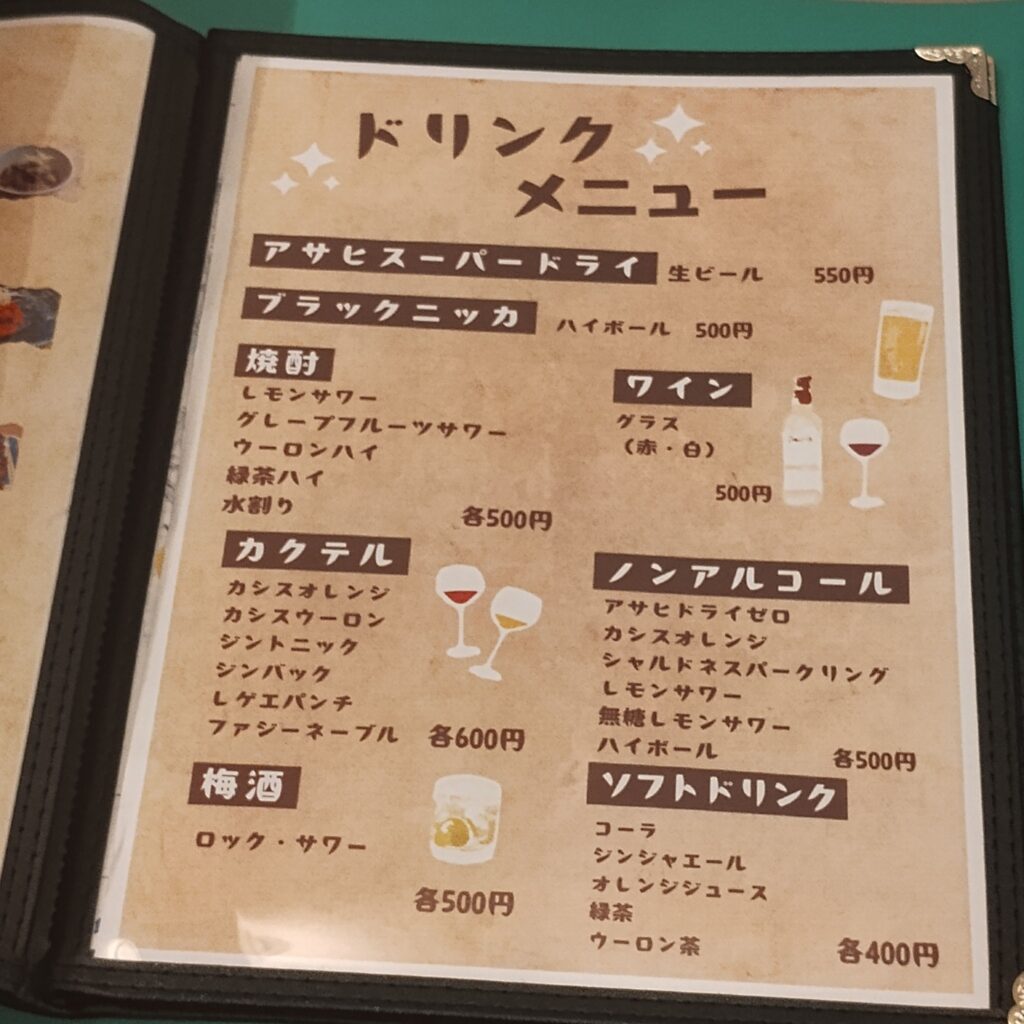 ドリンク
メニュー
アサヒスーパードライ 生ビール 550円
ブラックニッカ ハイボール 500円
焼酎
レモンサワー
グレープフルーツサワー
ウーロンハイ
緑茶ハイ
水割り
各500円
ワイン
グラス
(赤・白)
500円
カクテル
カシスオレンジ
カシスウーロン
ジントニック
ジンバック
レゲエパンチ
ファジーネーブル 各600円
ノンアルコール
アサヒドライゼロ
カシスオレンジ
シャルドネスパークリング
レモンサワー
無糖レモンサワー
ハイボール
各500円
梅酒
ロック・サワー
各500円
ソフトドリンク
コーラ
ジンジャエール
オレンジジュース
緑茶
ウーロン茶
各400円